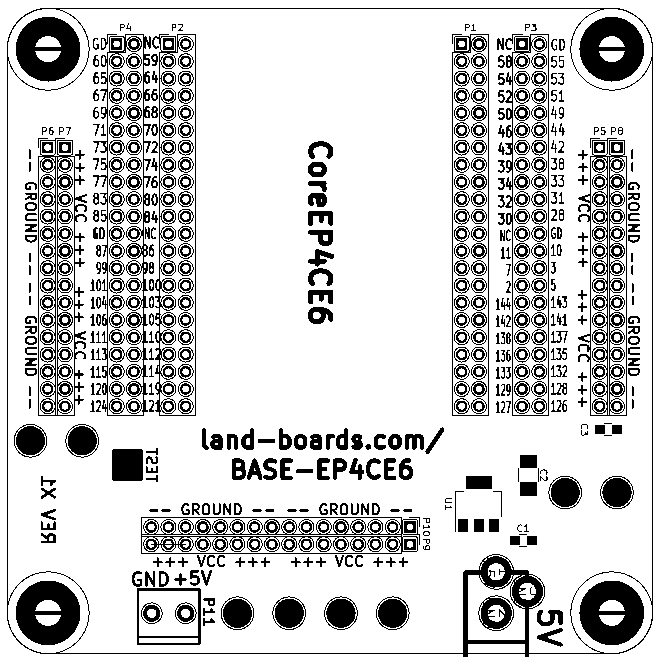 P4 P2 P1 P3
GD NC NC GD
60 59 58 55
65 64 54 53
67 66 52 51
69 68 50 49
71 70 46 44
P6 P7 73 72 43 42 P5 P8
75 74 39 38
77 76 34 33
83 80 32 31
85 84 30 28
GD NC NC GD
87 86 11 10
99 98 7 3
101 100 2 5
104 103 144 143
106 105 142 141
111 110 138 137
113 112 136 135
115 114 133 132
120 119 129 128
124 121 127 126
-- GROUND -- -- GROUND --
+++ VCC +++ +++ VCC +++
CoreEP4CE6
+++ VCC +++ +++ VCC +++
-- GROUND -- -- GROUND --
land-boards.com/
BASE-EP4CE6
TEST
REV X1
C3
C2
U1
C1
-- GROUND -- -- GROUND --
P10
P9
+++ VCC +++ +++ VCC +++
GND +5V
P11
5V